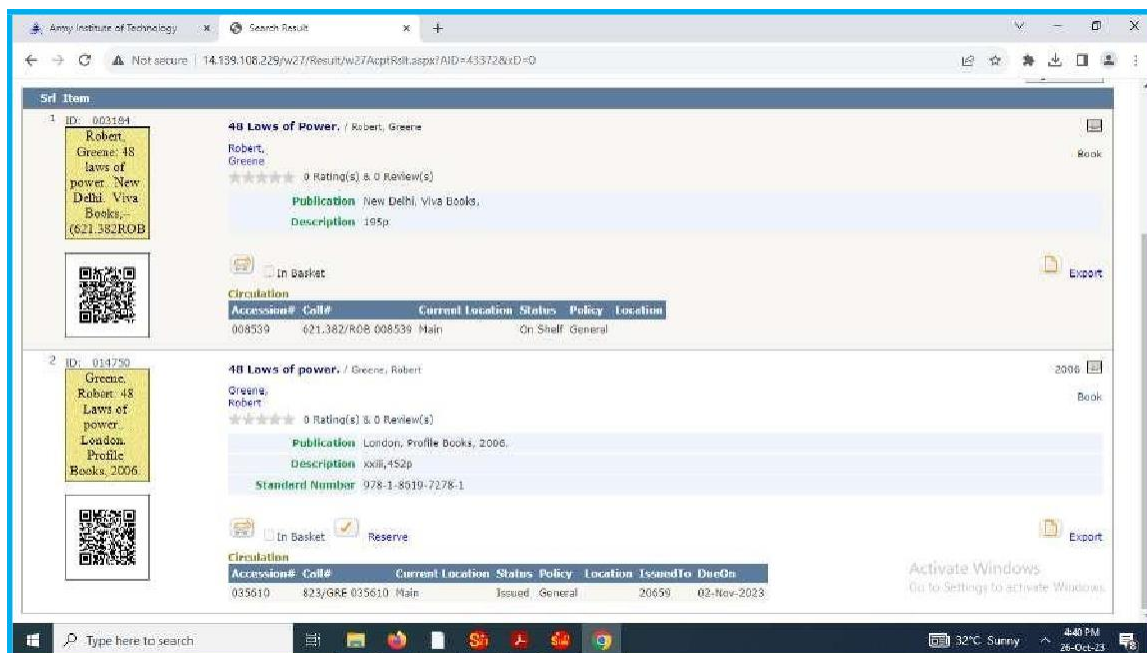 Army Institute of Technology
Search Result
Not secure 14.139.108.229/w27/Result/w27AcptRslt.aspx?AID=43372&xD=0
Srl Item
1 ID: 003184
Robert,
Greene; 48
laws of
power. New
Delhi. Viva
Books,--
(621.382ROB
48 Laws of Power. / Robert, Greene
Book
Robert,
Greene
0 Rating(s) & 0 Review(s)
Publication New Delhi, Viva Books,
Description 195p
In Basket
Export
Circulation
Accession# Call# Current Location Status Policy Location
008539 621.382/ROB 008539 Main On Shelf General
2 ID: 014750
Greene,
Robert 48
Laws of
power.
London.
Profile
Books, 2006
48 Laws of power. / Greene, Robert
2006
Book
Greene,
Robert
0 Rating(s) & 0 Review(s)
Publication London, Profile Books, 2006.
Description xxiii,452p
Standard Number 978-1-8619-7278-1
In Basket Reserve
Export
Circulation
Accession# Call# Current Location Status Policy Location IssuedTo DueOn
035610 823/GRE 035610 Main Issued General 20659 02-Nov-2023
Activate Windows
Go to Settings to activate Windows.
Type here to search
32°C Sunny
4:40 PM
26-Oct-23